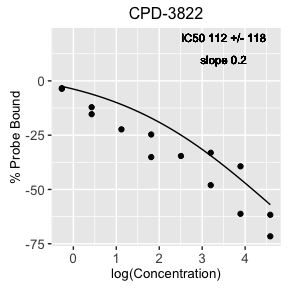 CPD-3822
IC50 112 +/- 118
slope 0.2
% Probe Bound
0
-25
-50
-75
0 1 2 3 4
log(Concentration)